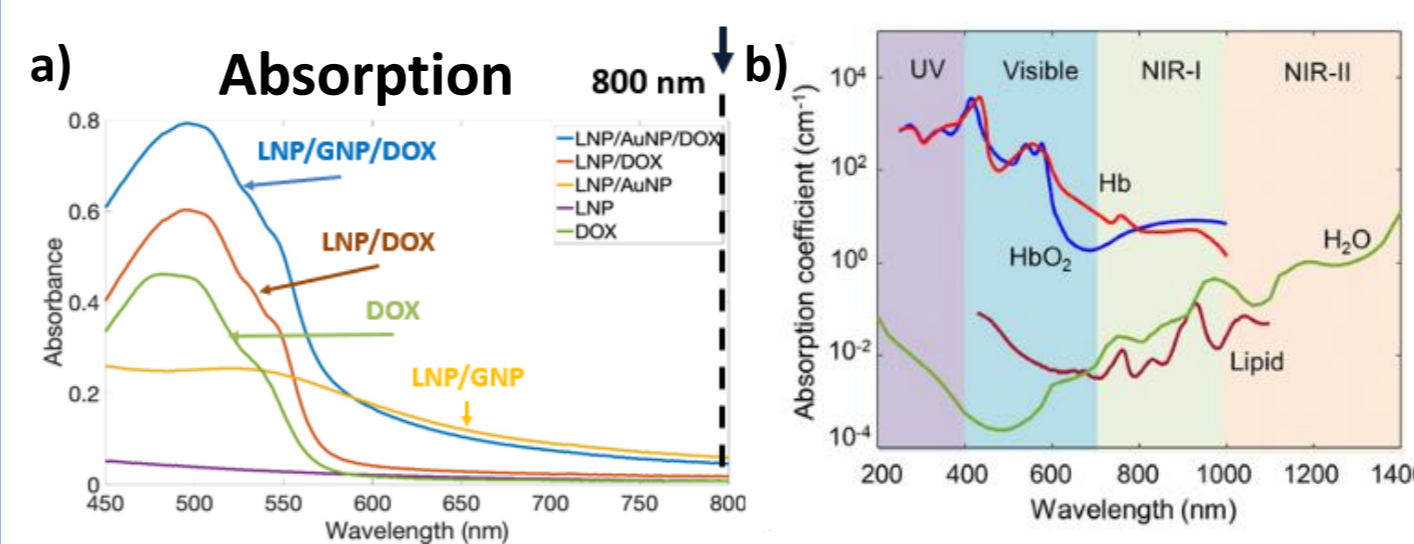 a)
Absorption
800 nm
LNP/AuNP/DOX
LNP/DOX
LNP/AuNP
LNP
DOX
LNP/GNP/DOX
LNP/DOX
DOX
LNP/GNP
Absorbance
0.8
0.6
0.4
0.2
0
450 500 550 600 650 700 750 800
Wavelength (nm)
b)
UV Visible NIR-I NIR-II
Hb
HbO₂
H₂O
Lipid
Absorption coefficient (cm⁻¹)
10⁴
10²
10⁰
10⁻²
10⁻⁴
200 400 600 800 1000 1200 140
Wavelength (nm)